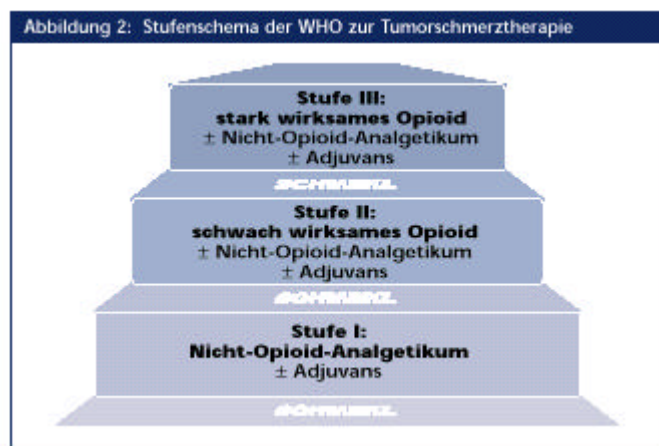 Abbildung 2: Stufenschema der WHO zur Tumorschmerztherapie
Stufe III:
stark wirksames Opioid
± Nicht-Opioid-Analgetikum
± Adjuvans
Stufe II:
schwach wirksames Opioid
± Nicht-Opioid-Analgetikum
± Adjuvans
Stufe I:
Nicht-Opioid-Analgetikum
± Adjuvans